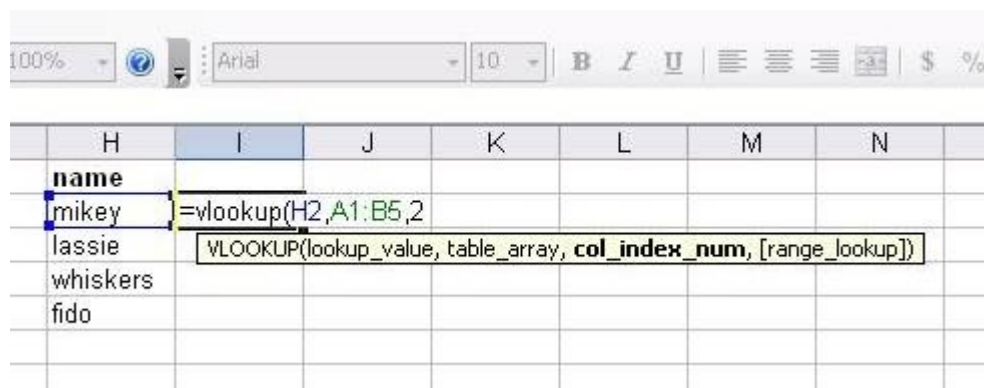 100% Arial 10 B I U $ %
H I J K L M N
name
mikey =vlookup(H2,A1:B5,2
lassie VLOOKUP(lookup_value, table_array, col_index_num, [range_lookup])
whiskers
fido